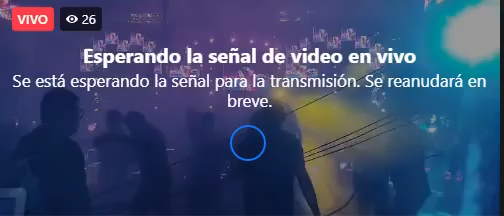 VIVO 26
Esperando la señal de video en vivo
Se está esperando la señal para la transmisión. Se reanudará en
breve.